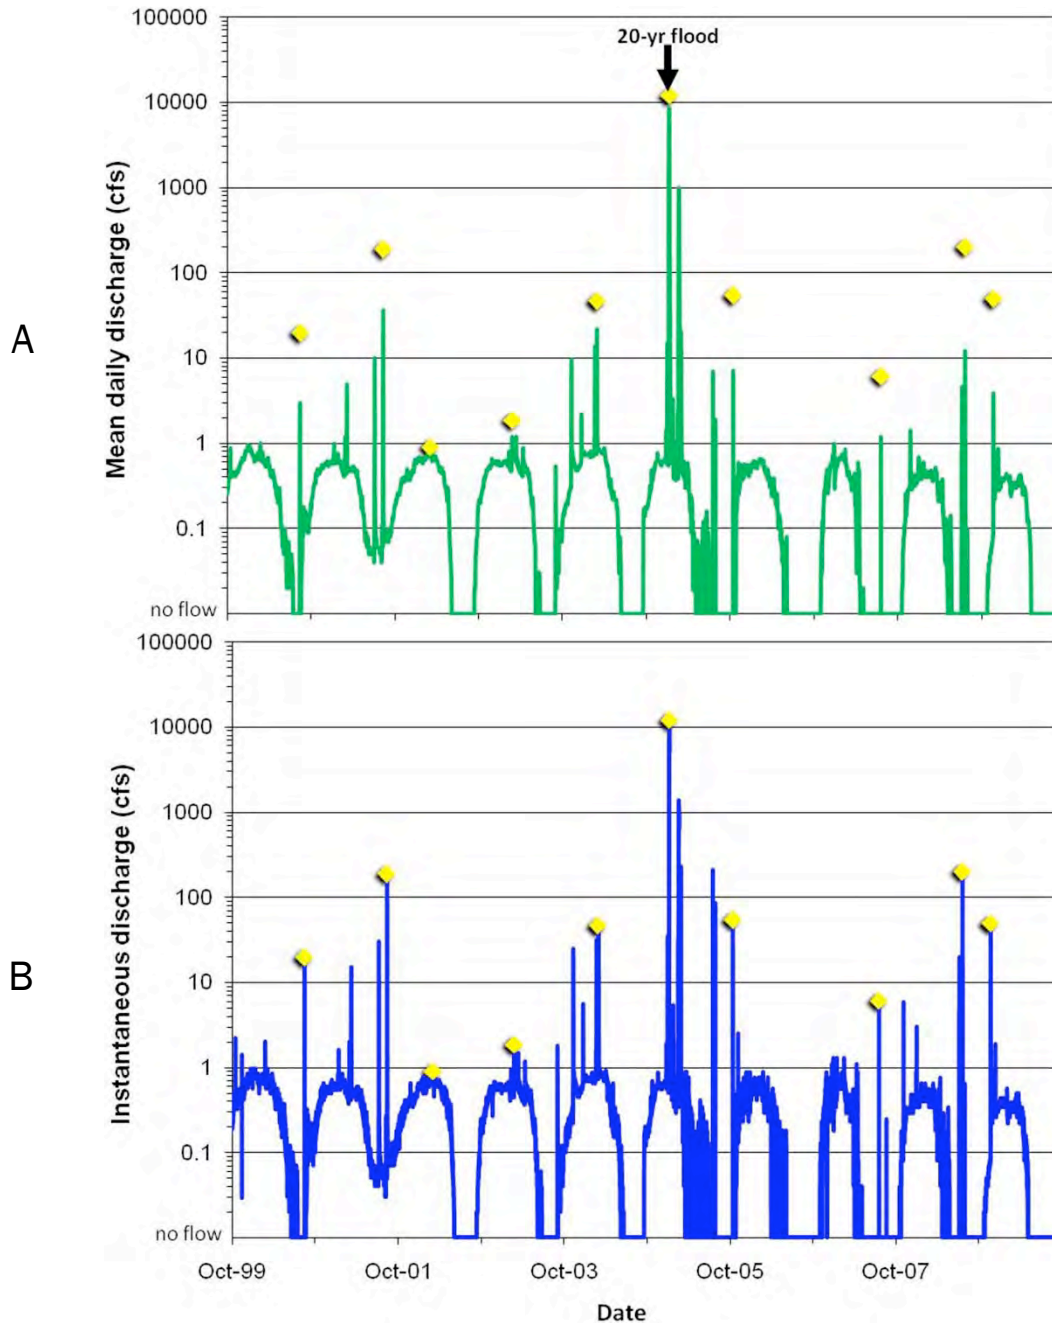 100000
20-yr flood
10000
1000
100
10
1
0.1
no flow
Mean daily discharge (cfs)
A
100000
10000
1000
100
10
1
0.1
no flow
Instantaneous discharge (cfs)
B
Oct-99 Oct-01 Oct-03 Oct-05 Oct-07
Date